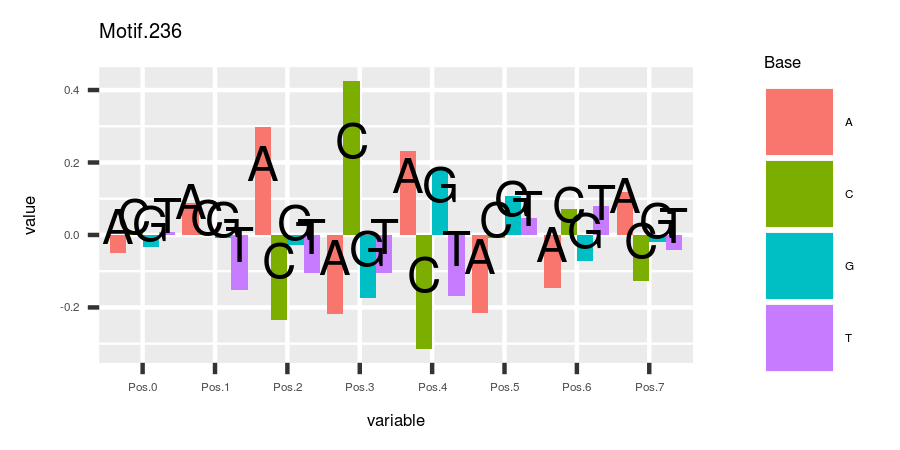 Motif.236
Base
0.4
0.2
0.0
-0.2
value
A C G T A C G T A C G T A C G T A C G T A C G T A C G T A C G T
A
C
G
T
Pos.0 Pos.1 Pos.2 Pos.3 Pos.4 Pos.5 Pos.6 Pos.7
variable